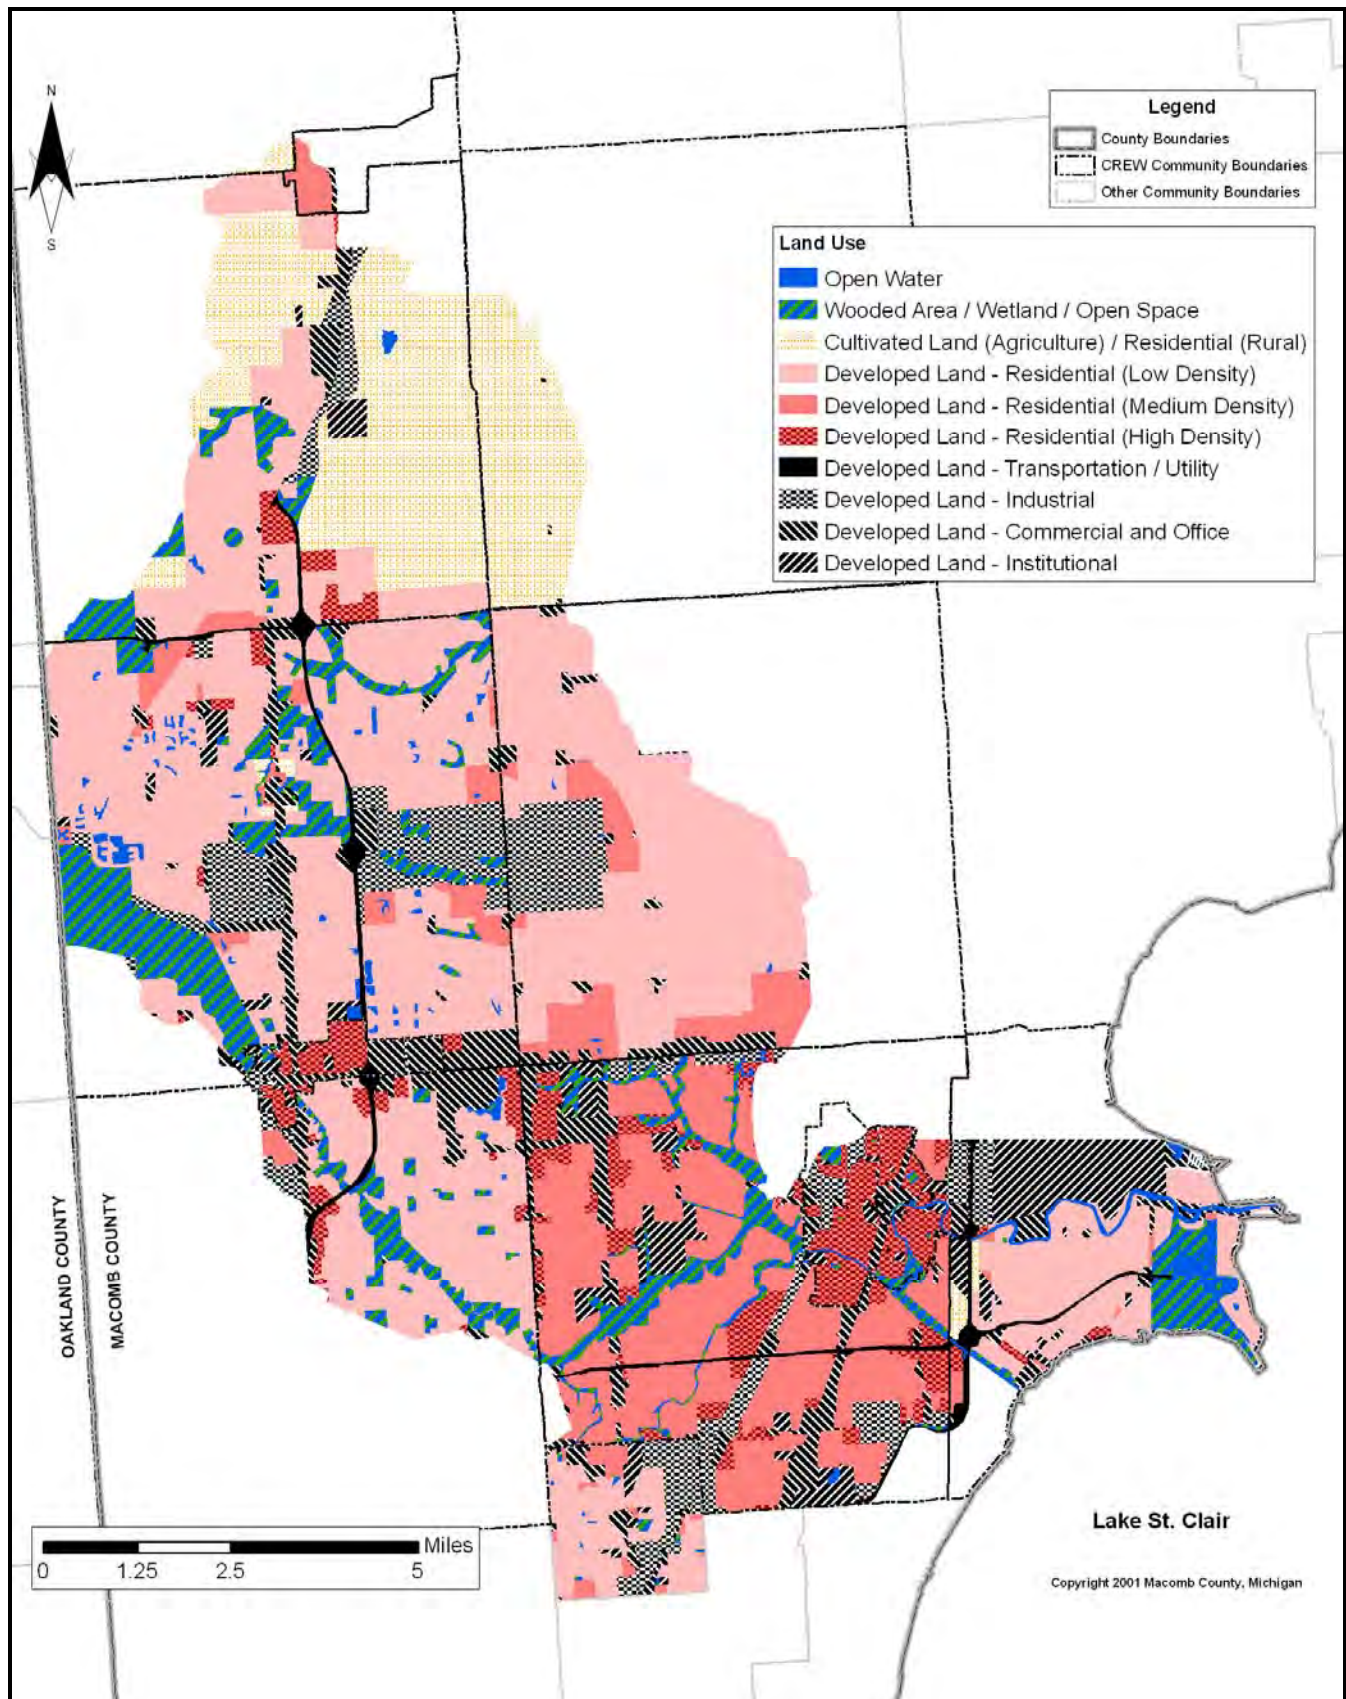 N
S
Legend
County Boundaries
CREW Community Boundaries
Other Community Boundaries
Land Use
Open Water
Wooded Area / Wetland / Open Space
Cultivated Land (Agriculture) / Residential (Rural)
Developed Land - Residential (Low Density)
Developed Land - Residential (Medium Density)
Developed Land - Residential (High Density)
Developed Land - Transportation / Utility
Developed Land - Industrial
Developed Land - Commercial and Office
Developed Land - Institutional
OAKLAND COUNTY
MACOMB COUNTY
Lake St. Clair
Miles
0 1.25 2.5 5
Copyright 2001 Macomb County, Michigan